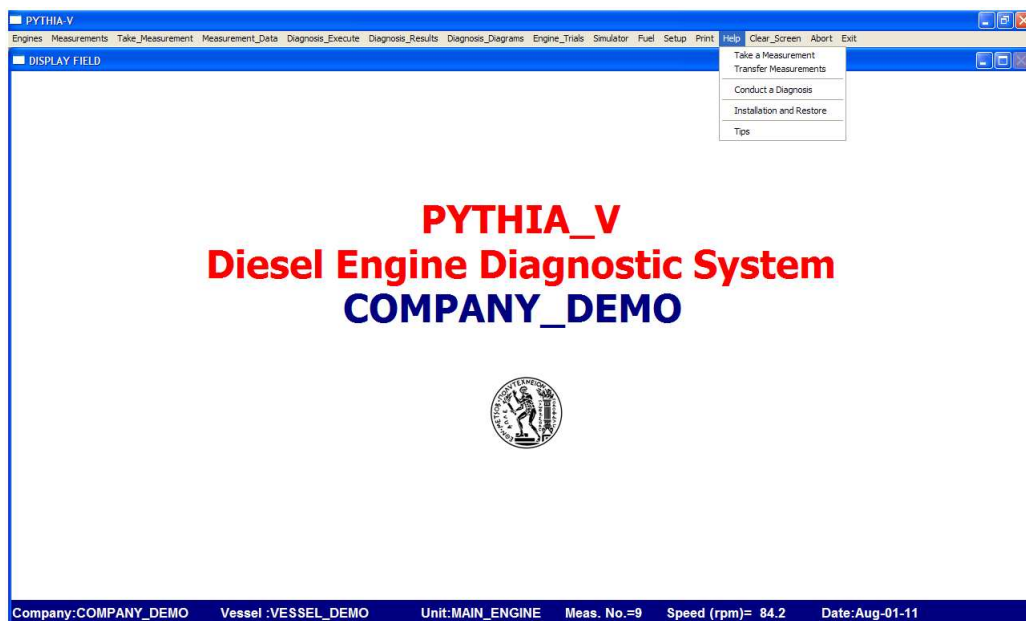 PYTHIA-V
Engines Measurements Take_Measurement Measurement_Data Diagnosis_Execute Diagnosis_Results Diagnosis_Diagrams Engine_Trials Simulator Fuel Setup Print Help Clear_Screen Abort Exit
DISPLAY FIELD
Take a Measurement
Transfer Measurements
Conduct a Diagnosis
Installation and Restore
Tips
PYTHIA_V
Diesel Engine Diagnostic System
COMPANY_DEMO
Company:COMPANY_DEMO Vessel :VESSEL_DEMO Unit:MAIN_ENGINE Meas. No.=9 Speed (rpm)= 84.2 Date:Aug-01-11